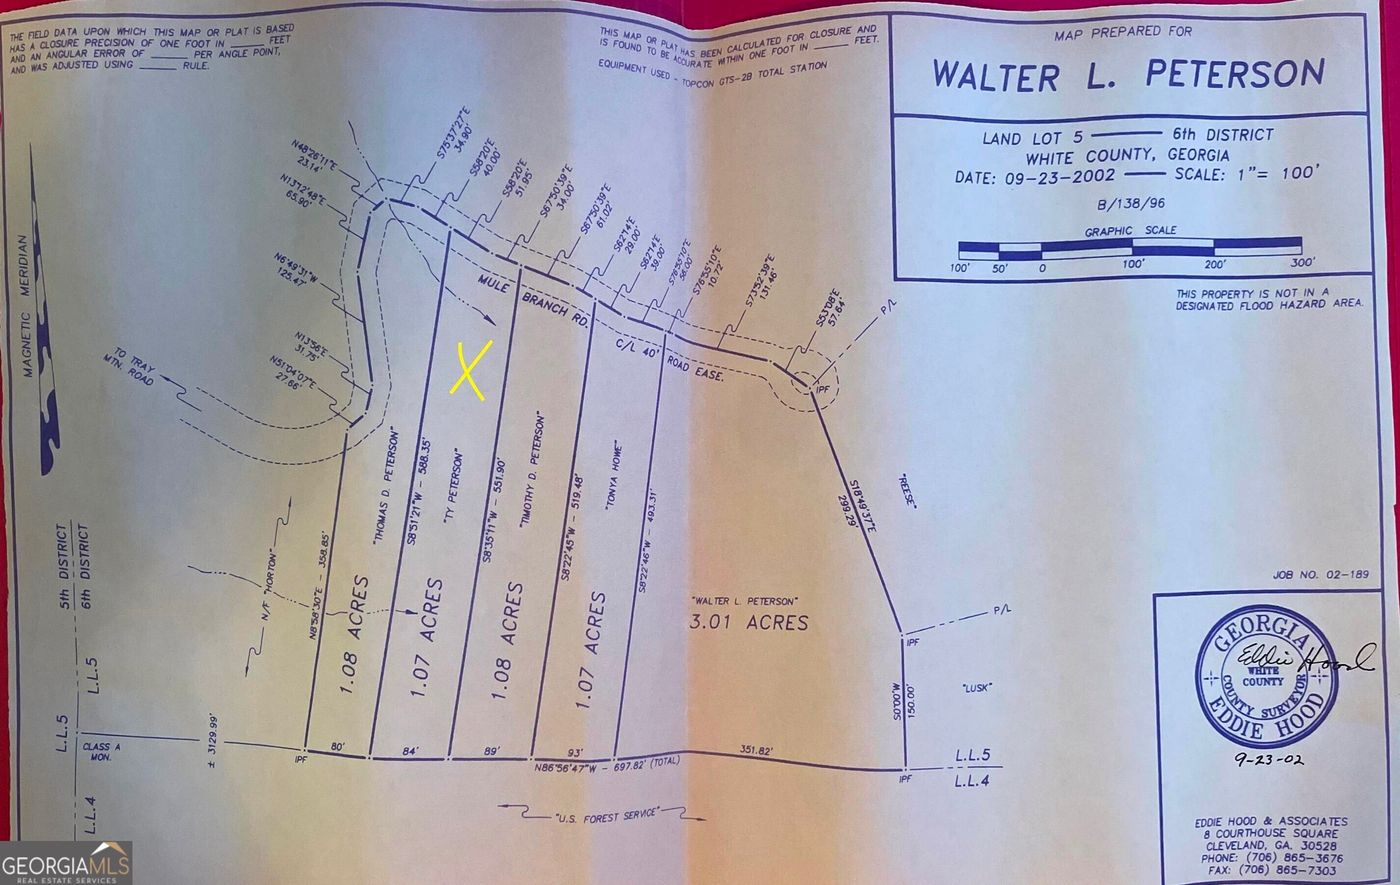 THE FIELD DATA UPON WHICH THIS MAP OR PLAT IS BASED
HAS A CLOSURE PRECISION OF ONE FOOT IN ______ FEET
AND AN ANGULAR ERROR OF ______ PER ANGLE POINT,
AND WAS ADJUSTED USING ______ RULE.
THIS MAP OR PLAT HAS BEEN CALCULATED FOR CLOSURE AND
IS FOUND TO BE ACCURATE WITHIN ONE FOOT IN ______ FEET.
EQUIPMENT USED - TOPCON GTS-2B TOTAL STATION
MAP PREPARED FOR
WALTER L. PETERSON
LAND LOT 5 — 6th DISTRICT
WHITE COUNTY, GEORGIA
DATE: 09-23-2002 — SCALE: 1"= 100'
B/138/96
GRAPHIC SCALE
100' 50' 0 100' 200' 300'
THIS PROPERTY IS NOT IN A
DESIGNATED FLOOD HAZARD AREA.
MAGNETIC MERIDIAN
TO TRAY
MTN. ROAD
N48°26'11"E
23.14'
N13°12'48"E
65.90'
N6°49'31"W
125.47'
N13°56'E
31.75'
N51°04'07"E
27.66'
S75°37'27"E
34.90'
S58°20'E
40.00'
S58°20'E
51.95'
S67°50'39"E
34.00'
S67°50'39"E
61.02'
S62°14'E
29.00'
S62°14'E
39.00'
S76°55'10"E
56.00'
S76°55'10"E
10.72'
S73°52'39"E
131.46'
S53°08'E
57.64'
P/L
IPF
MULE BRANCH RD.
C/L 40' ROAD EASE.
X
"THOMAS D. PETERSON"
S8°51'21"W - 588.35'
"TY PETERSON"
S8°35'11"W - 551.90'
"TIMOTHY D. PETERSON"
S8°22'45"W - 519.48'
"TONYA HOWE"
S8°22'46"W - 493.31'
S18°49'37"E
299.29'
"REESE"
N/F "HORTON"
N8°58'30"E - 358.85'
1.08 ACRES
1.07 ACRES
1.08 ACRES
1.07 ACRES
"WALTER L. PETERSON"
3.01 ACRES
P/L
IPF
"LUSK"
S0°00'W
150.00'
5th DISTRICT
6th DISTRICT
L.L.5
L.L.5
L.L.4
CLASS A
MON.
± 3129.99'
IPF
80'
84'
89'
93'
351.82'
N86°56'47"W - 697.82' (TOTAL)
IPF
L.L.5
L.L.4
"U.S. FOREST SERVICE"
JOB NO. 02-189
GEORGIA
WHITE
COUNTY
COUNTY SURVEYOR
EDDIE HOOD
Eddie Hood
9-23-02
EDDIE HOOD & ASSOCIATES
8 COURTHOUSE SQUARE
CLEVELAND, GA. 30528
PHONE: (706) 865-3676
FAX: (706) 865-7303
GEORGIAMLS
REAL ESTATE SERVICES